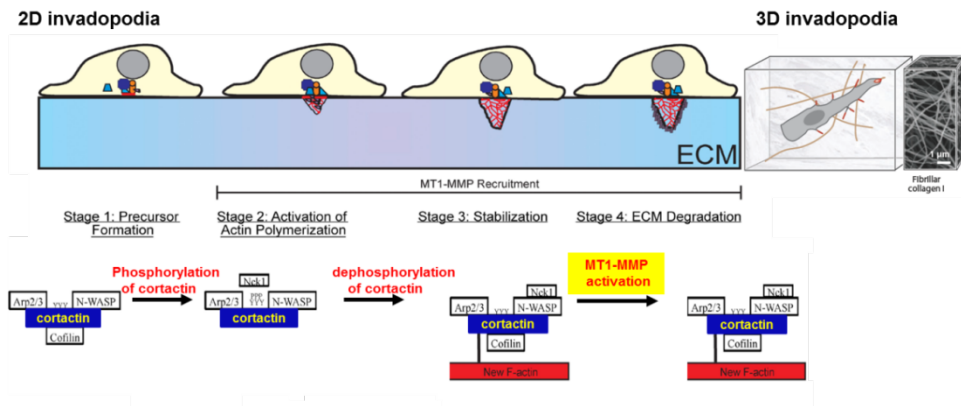 2D invadopodia
3D invadopodia
ECM
1 µm
Fibrillar
collagen I
MT1-MMP Recruitment
Stage 1: Precursor
Formation
Stage 2: Activation of
Actin Polymerization
Stage 3: Stabilization
Stage 4: ECM Degradation
Arp2/3 YYY N-WASP
cortactin
Cofilin
Phosphorylation
of cortactin
Nck1
PPP
Arp2/3 YYY N-WASP
cortactin
dephosphorylation
of cortactin
Nck1
Arp2/3 YYY N-WASP
cortactin
Cofilin
New F-actin
MT1-MMP
activation
Nck1
Arp2/3 YYY N-WASP
cortactin
Cofilin
New F-actin